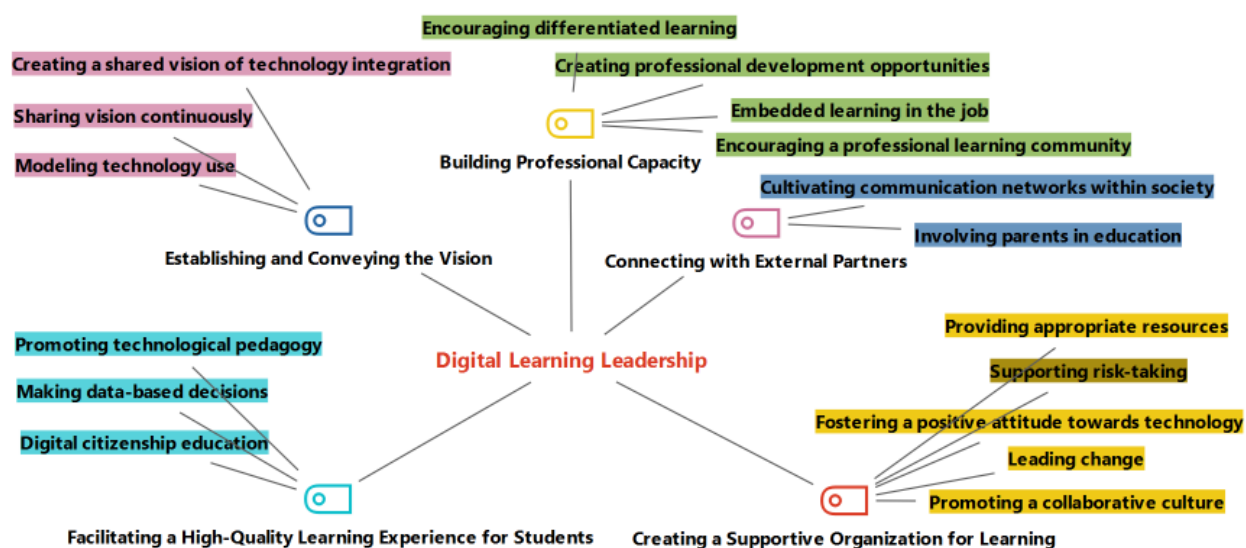 Encouraging differentiated learning
Creating a shared vision of technology integration
Creating professional development opportunities
Sharing vision continuously
Embedded learning in the job
Encouraging a professional learning community
Modeling technology use
Building Professional Capacity
Cultivating communication networks within society
Involving parents in education
Establishing and Conveying the Vision
Connecting with External Partners
Digital Learning Leadership
Promoting technological pedagogy
Making data-based decisions
Digital citizenship education
Facilitating a High-Quality Learning Experience for Students
Providing appropriate resources
Supporting risk-taking
Fostering a positive attitude towards technology
Leading change
Promoting a collaborative culture
Creating a Supportive Organization for Learning